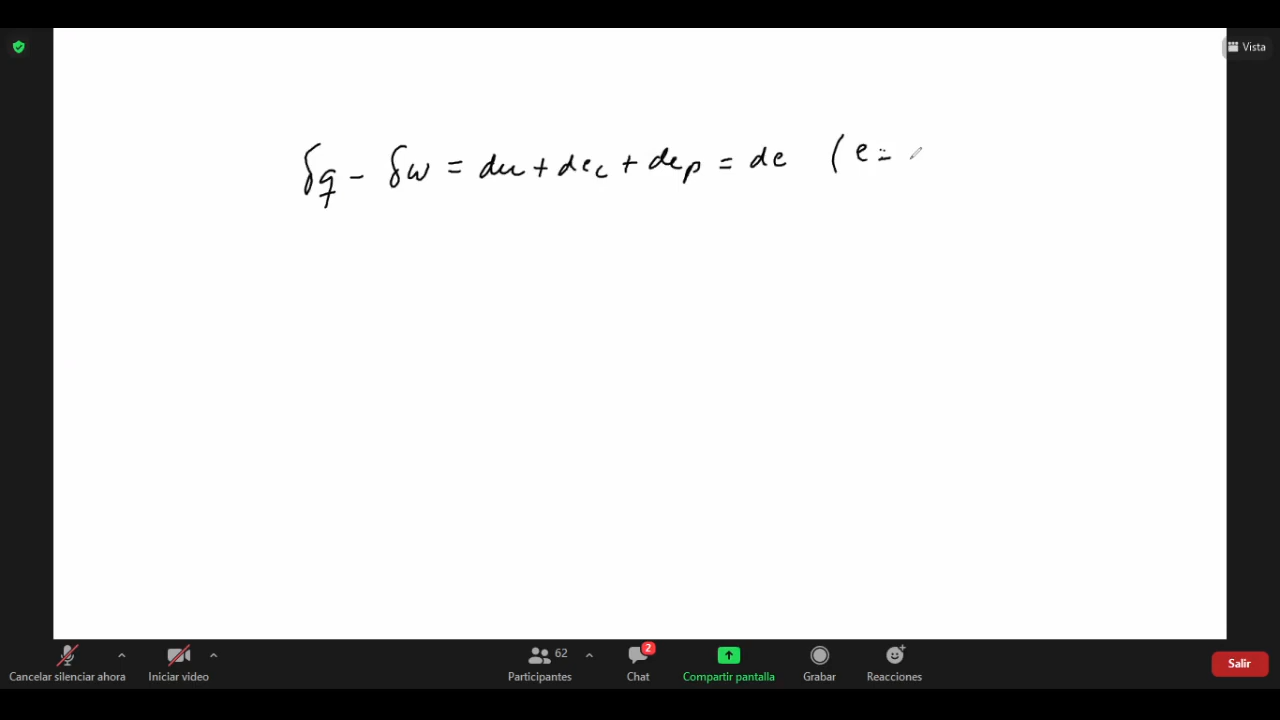 Vista
δq - δw = du + dec + dep = de (e =
62
2
Cancelar silenciar ahora
Iniciar video
Participantes
Chat
Compartir pantalla
Grabar
Reacciones
Salir